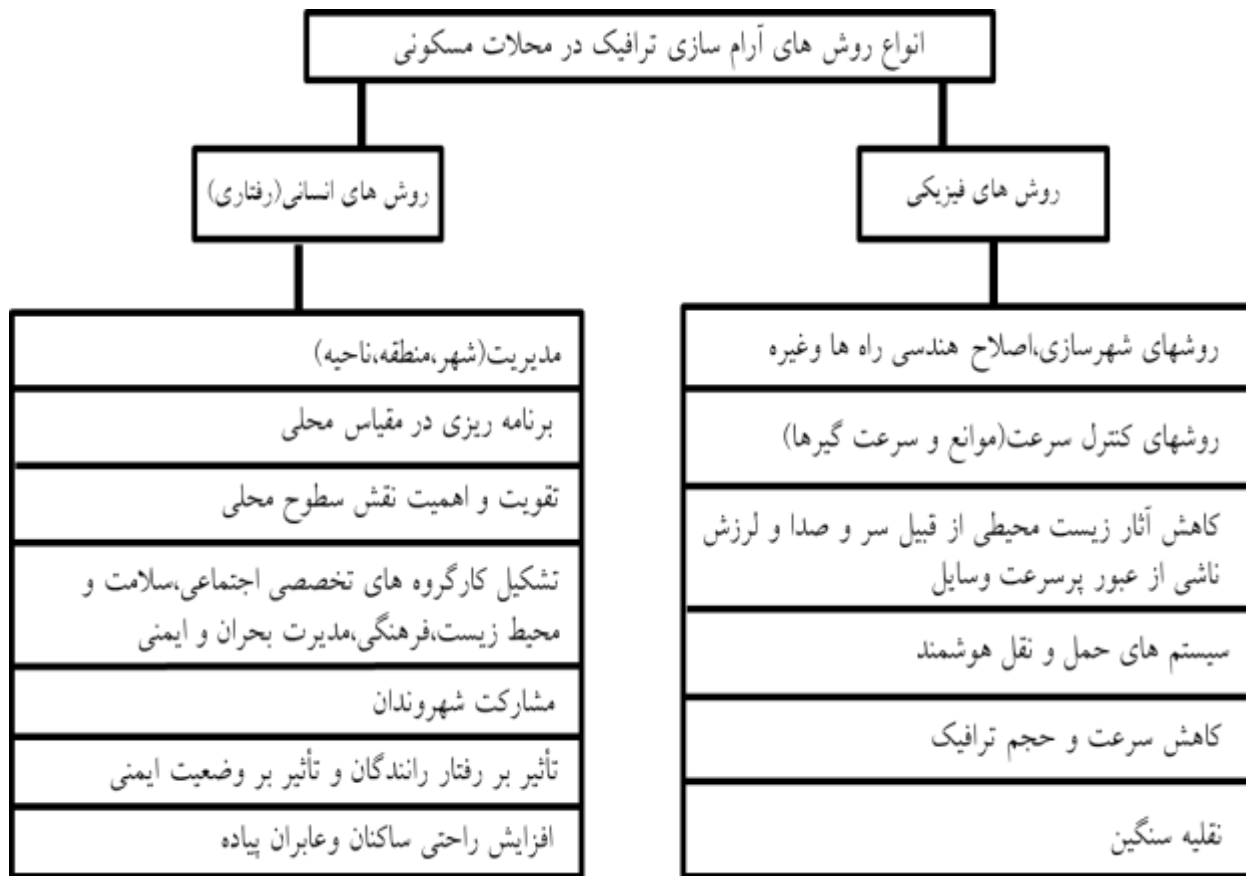 انواع روش های آرام سازی ترافیک در محلات مسکونی
روش های فیزیکی
روش های انسانی(رفتاری)
روشهای شهرسازی،اصلاح هندسی راه ها وغیره
روشهای کنترل سرعت(موانع و سرعت گیرها)
کاهش آثار زیست محیطی از قبیل سر و صدا و لرزش
ناشی از عبور پرسرعت وسایل
سیستم های حمل و نقل هوشمند
کاهش سرعت و حجم ترافیک
نقلیه سنگین
مدیریت(شهر،منطقه،ناحیه)
برنامه ریزی در مقیاس محلی
تقویت و اهمیت نقش سطوح محلی
تشکیل کارگروه های تخصصی اجتماعی،سلامت و
محیط زیست،فرهنگی،مدیرت بحران و ایمنی
مشارکت شهروندان
تأثیر بر رفتار رانندگان و تأثیر بر وضعیت ایمنی
افزایش راحتی ساکنان وعابران پیاده